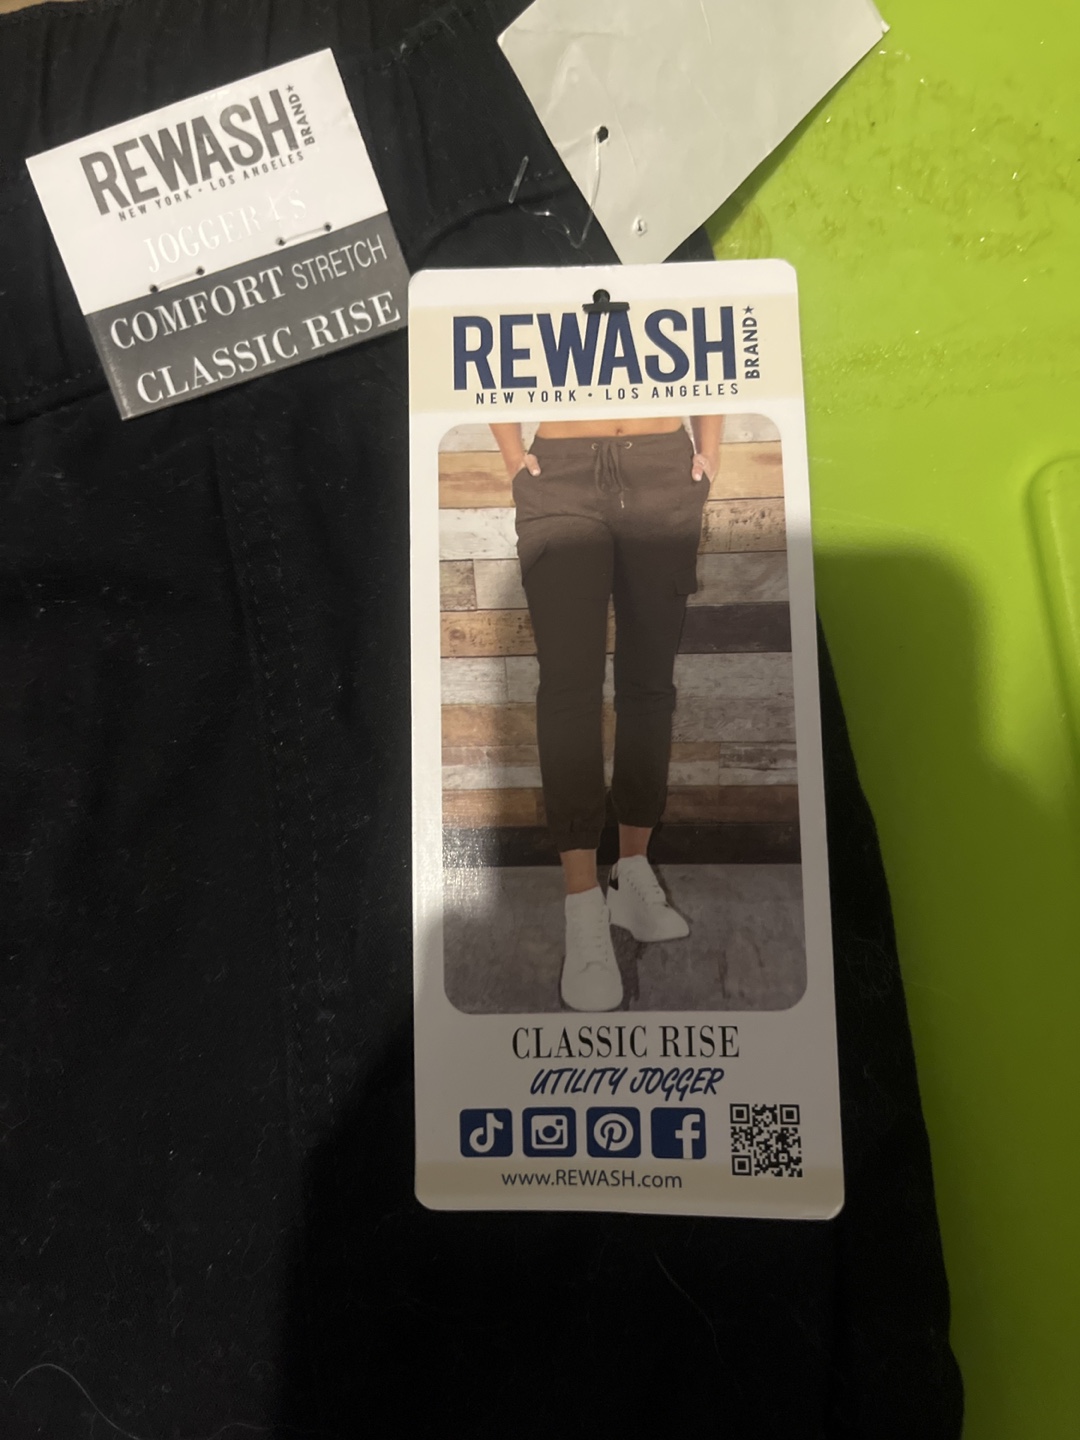 REWASH BRAND★
NEW YORK • LOS ANGELES
COMFORT STRETCH
CLASSIC RISE
REWASH BRAND★
NEW YORK • LOS ANGELES
CLASSIC RISE
UTILITY JOGGER
www.REWASH.com